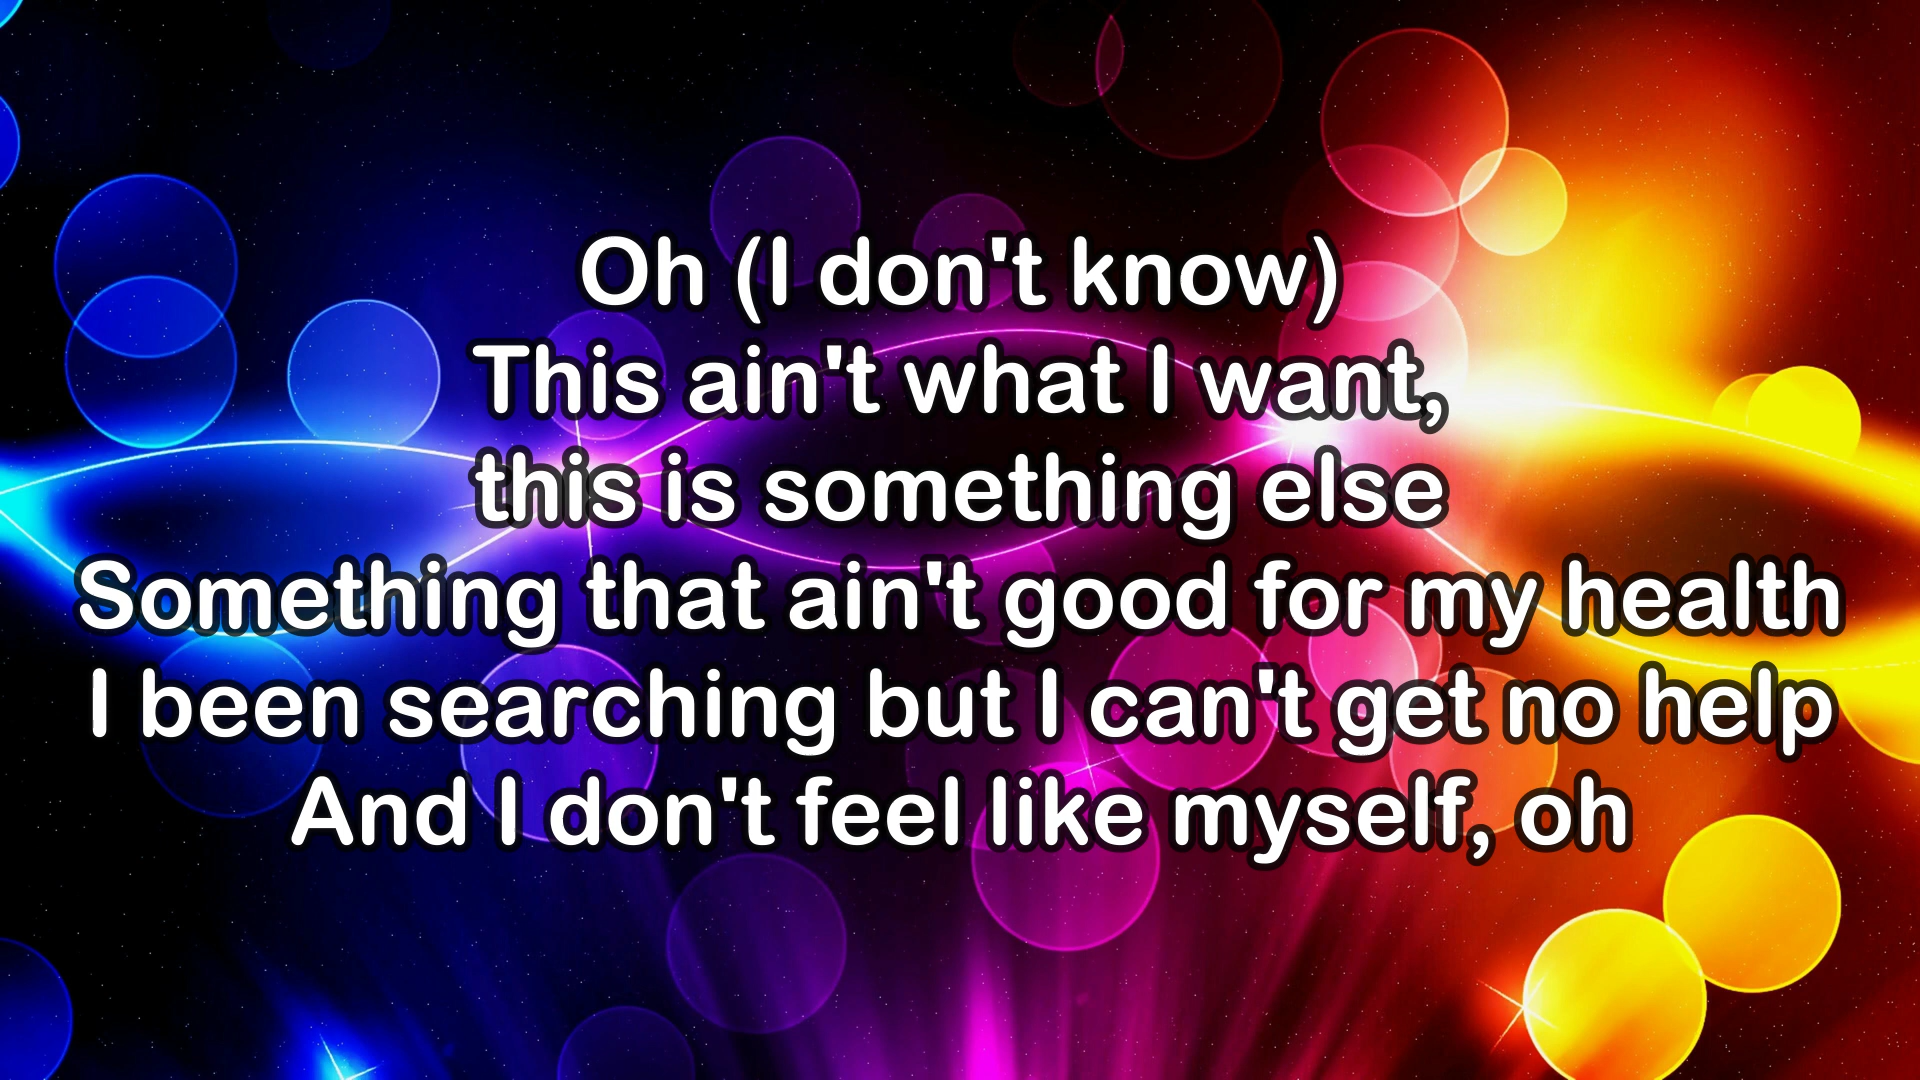 Oh (I don't know)
This ain't what I want,
this is something else
Something that ain't good for my health
I been searching but I can't get no help
And I don't feel like myself, oh